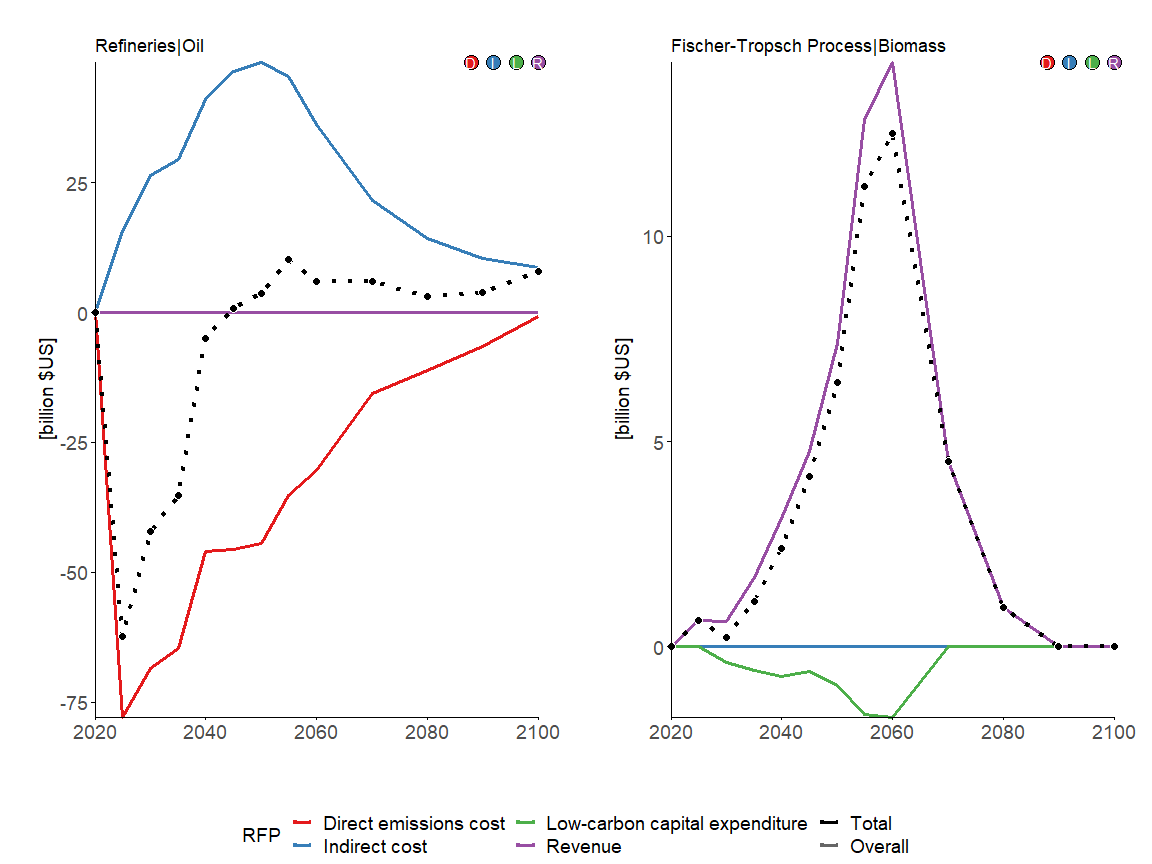 Refineries|Oil
D I L R
[billion $US]
25
0
-25
-50
-75
2020 2040 2060 2080 2100
Fischer-Tropsch Process|Biomass
D I L R
[billion $US]
10
5
0
2020 2040 2060 2080 2100
RFP
Direct emissions cost
Low-carbon capital expenditure
Total
Indirect cost
Revenue
Overall